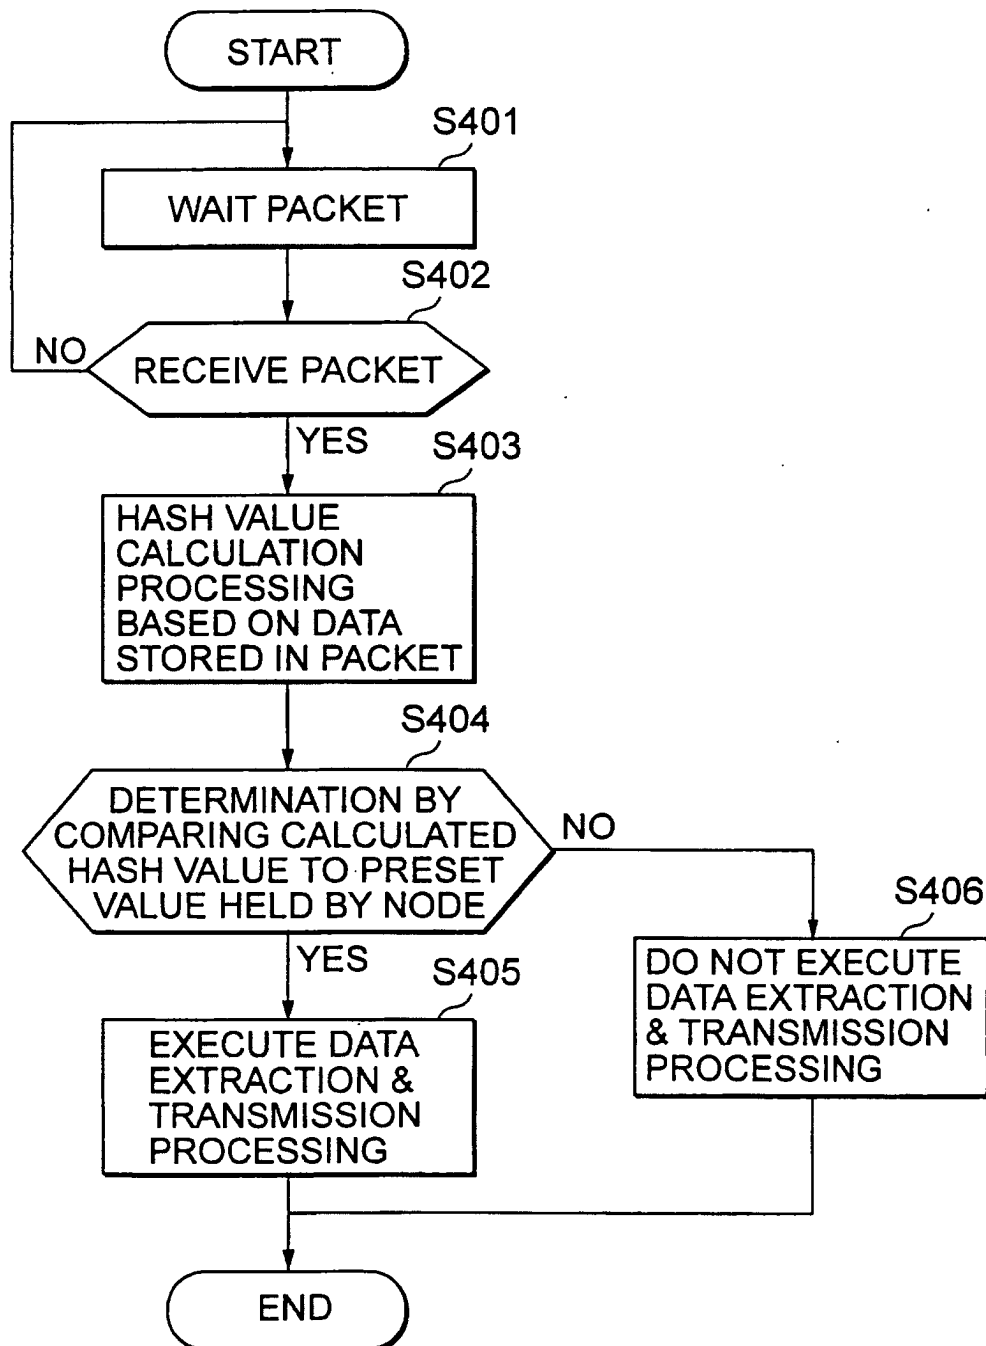 START
S401
WAIT PACKET
S402
NO
RECEIVE PACKET
YES
S403
HASH VALUE
CALCULATION
PROCESSING
BASED ON DATA
STORED IN PACKET
S404
DETERMINATION BY
COMPARING CALCULATED
HASH VALUE TO PRESET
VALUE HELD BY NODE
NO
YES
S406
DO NOT EXECUTE
DATA EXTRACTION
& TRANSMISSION
PROCESSING
S405
EXECUTE DATA
EXTRACTION &
TRANSMISSION
PROCESSING
END